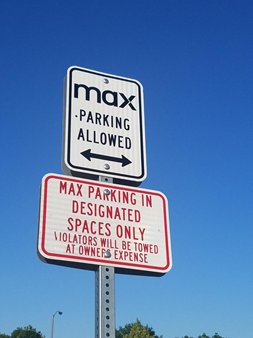 max
PARKING
ALLOWED
MAX PARKING IN
DESIGNATED
SPACES ONLY
VIOLATORS WILL BE TOWED
AT OWNERS EXPENSE